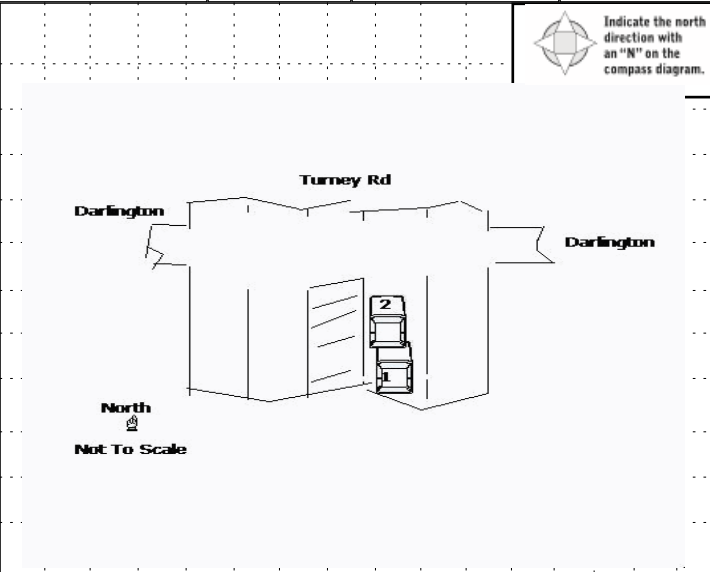 Indicate the north
direction with
an “N” on the
compass diagram.
Turney Rd
Darlington
Darlington
2
1
North
Not To Scale